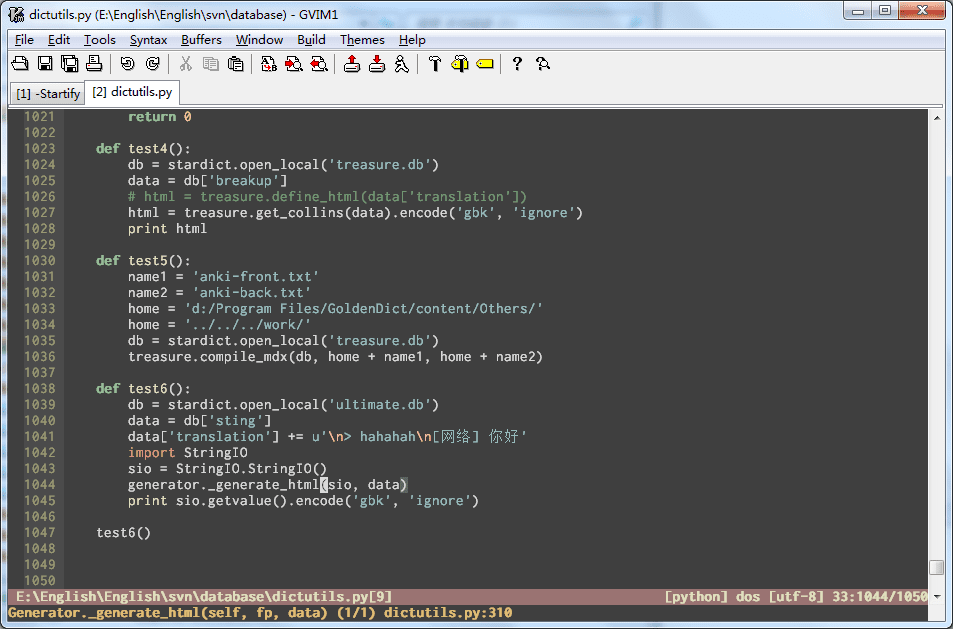 dictutils.py (E:\English\English\svn\database) - GVIM1
File Edit Tools Syntax Buffers Window Build Themes Help
[1] -Startify [2] dictutils.py
1021 return 0
1022
1023 def test4():
1024 db = stardict.open_local('treasure.db')
1025 data = db['breakup']
1026 # html = treasure.define_html(data['translation'])
1027 html = treasure.get_collins(data).encode('gbk', 'ignore')
1028 print html
1029
1030 def test5():
1031 name1 = 'anki-front.txt'
1032 name2 = 'anki-back.txt'
1033 home = 'd:/Program Files/GoldenDict/content/Others/'
1034 home = '../../../work/'
1035 db = stardict.open_local('treasure.db')
1036 treasure.compile_mdx(db, home + name1, home + name2)
1037
1038 def test6():
1039 db = stardict.open_local('ultimate.db')
1040 data = db['sting']
1041 data['translation'] += u'\n> hahahah\n[网络] 你好'
1042 import StringIO
1043 sio = StringIO.StringIO()
1044 generator._generate_html(sio, data)
1045 print sio.getvalue().encode('gbk', 'ignore')
1046
1047 test6()
1048
1049
1050
E:\English\English\svn\database\dictutils.py[9] [python] dos [utf-8] 33:1044/1050
Generator._generate_html(self, fp, data) (1/1) dictutils.py:310